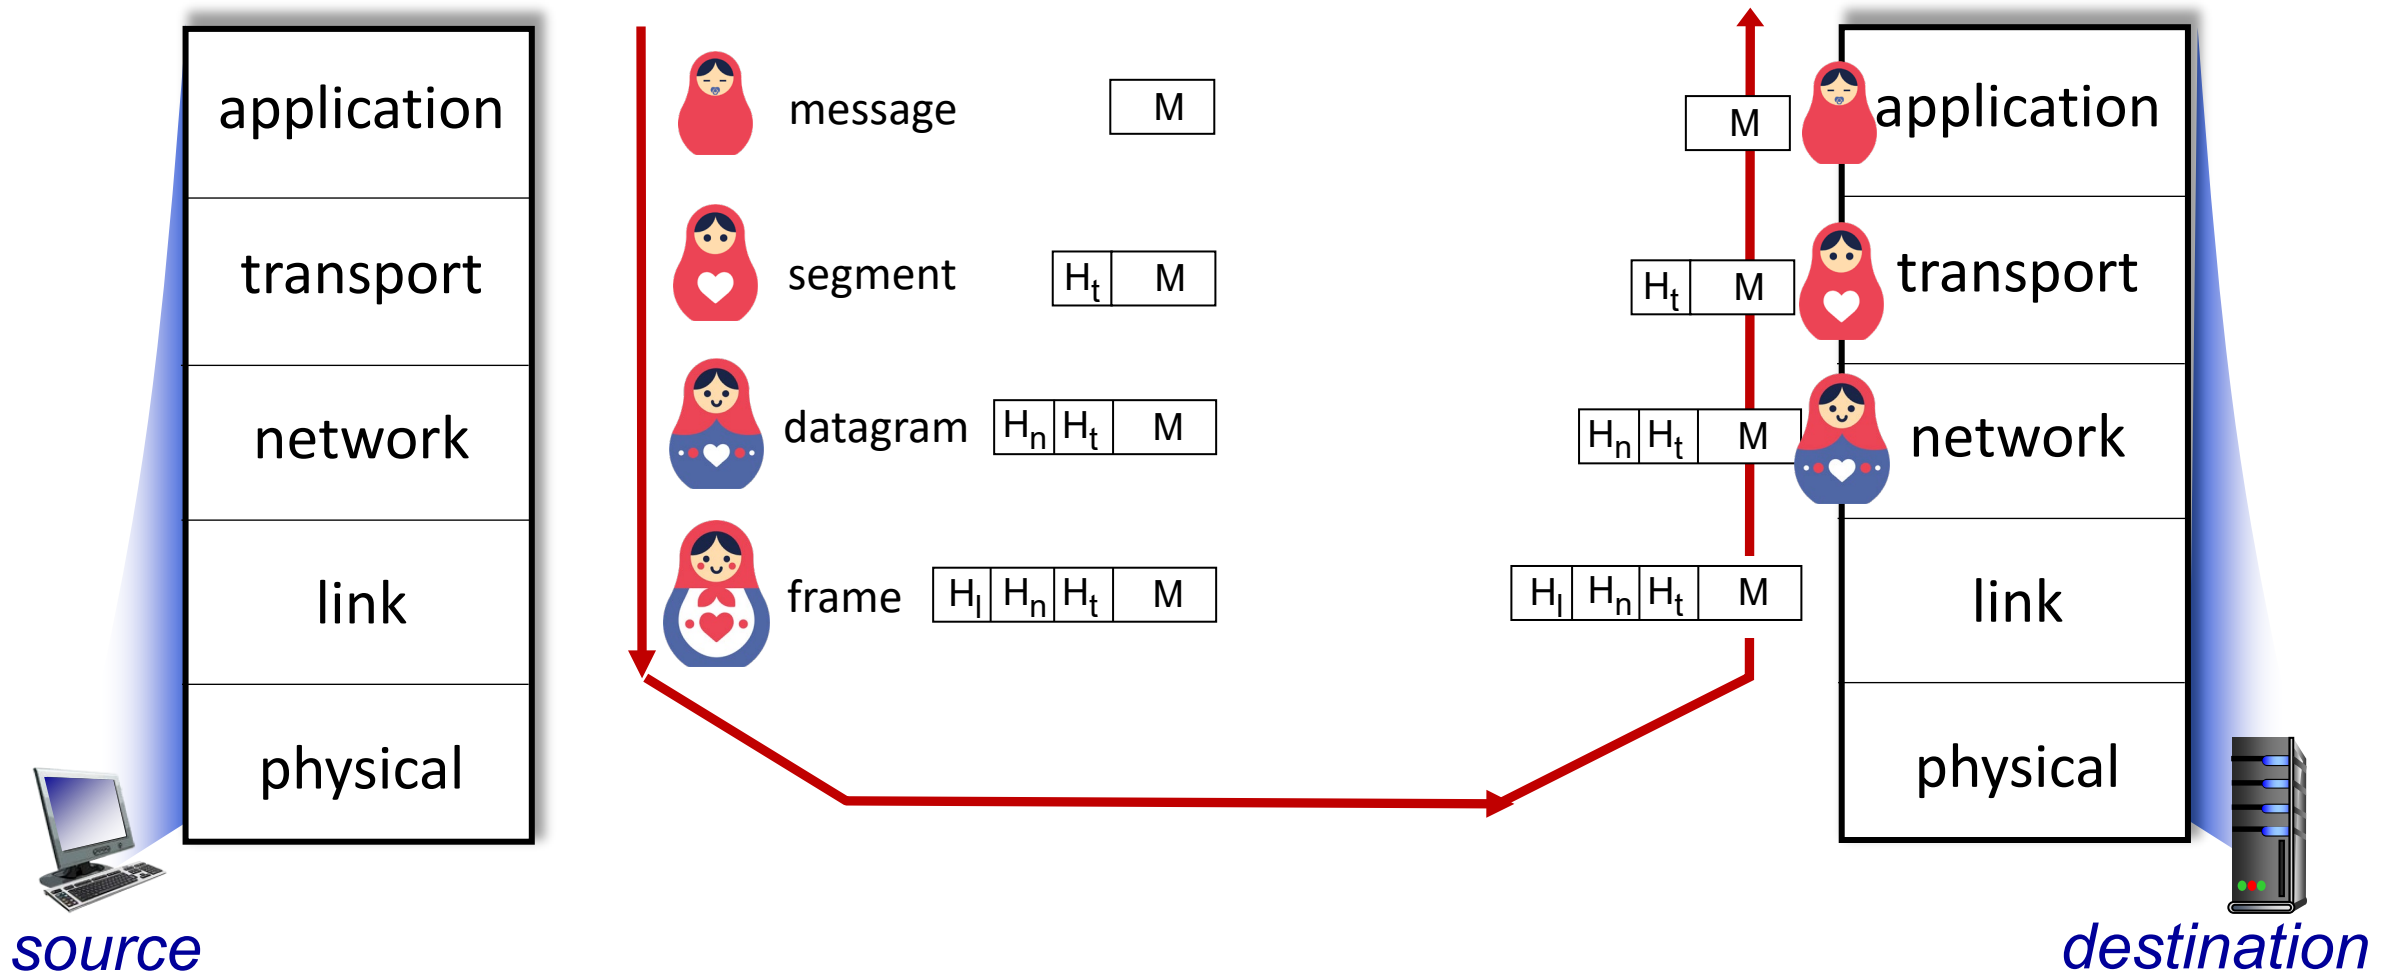 application
transport
network
link
physical
source
message M
segment Ht M
datagram Hn Ht M
frame Hl Hn Ht M
M
Ht M
Hn Ht M
Hl Hn Ht M
application
transport
network
link
physical
destination